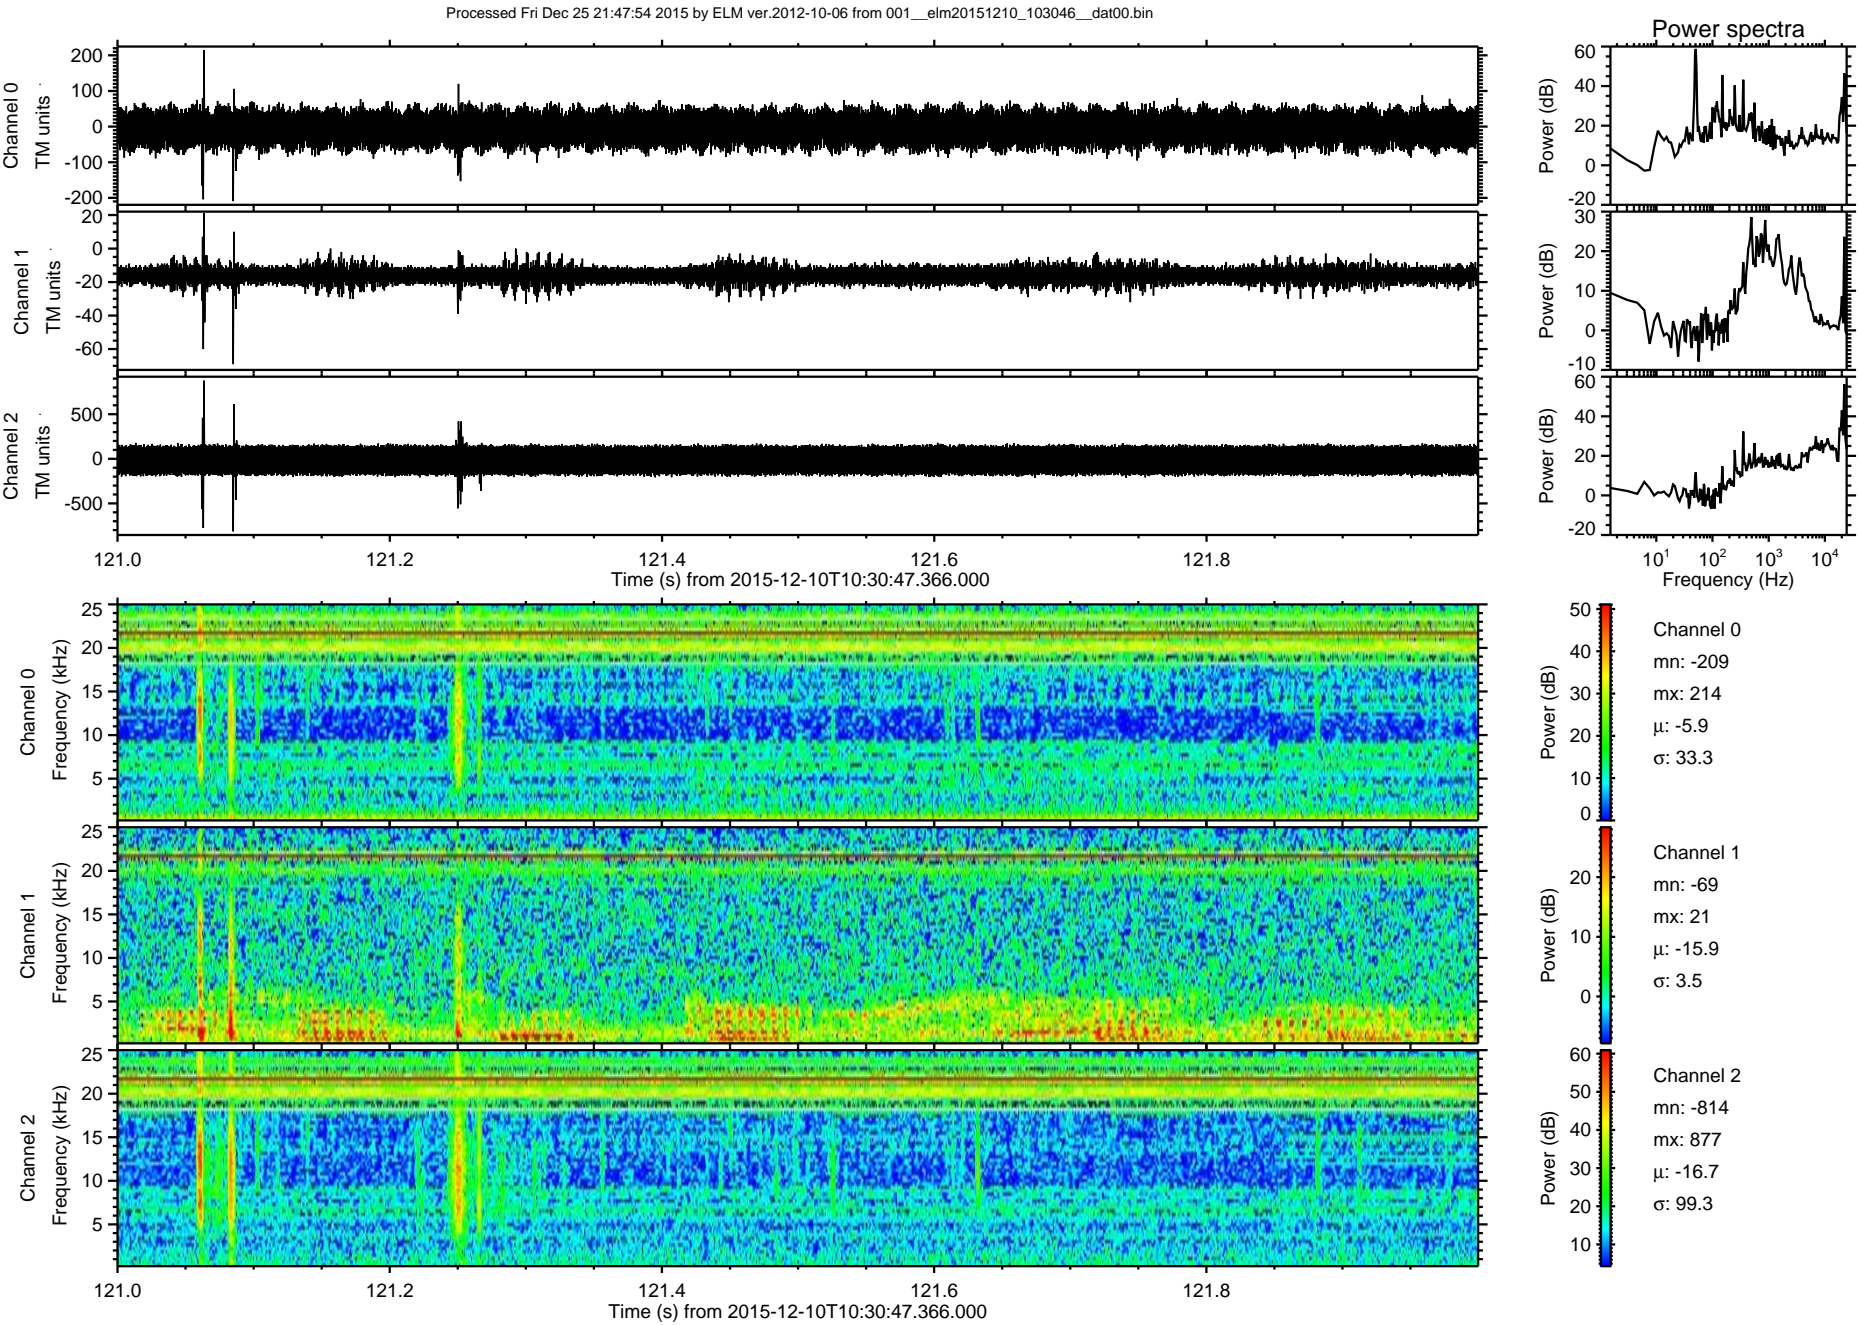 Processed Fri Dec 25 21:47:54 2015 by ELM ver.2012-10-06 from 001__elm20151210_103046__dat00.bin
Power spectra
Channel 0
TM units
200
100
0
-100
-200
Power (dB)
60
40
20
0
-20
Channel 1
TM units
20
0
-20
-40
-60
Power (dB)
30
20
10
0
-10
Channel 2
TM units
500
0
-500
Power (dB)
60
40
20
0
-20
121.0 121.2 121.4 121.6 121.8
Time (s) from 2015-12-10T10:30:47.366.000
10¹ 10² 10³ 10⁴
Frequency (Hz)
Channel 0
Frequency (kHz)
25
20
15
10
5
Power (dB)
50
40
30
20
10
0
Channel 0
mn: -209
mx: 214
µ: -5.9
σ: 33.3
Channel 1
Frequency (kHz)
25
20
15
10
5
Power (dB)
20
10
0
Channel 1
mn: -69
mx: 21
µ: -15.9
σ: 3.5
Channel 2
Frequency (kHz)
25
20
15
10
5
Power (dB)
60
50
40
30
20
10
Channel 2
mn: -814
mx: 877
µ: -16.7
σ: 99.3
121.0 121.2 121.4 121.6 121.8
Time (s) from 2015-12-10T10:30:47.366.000